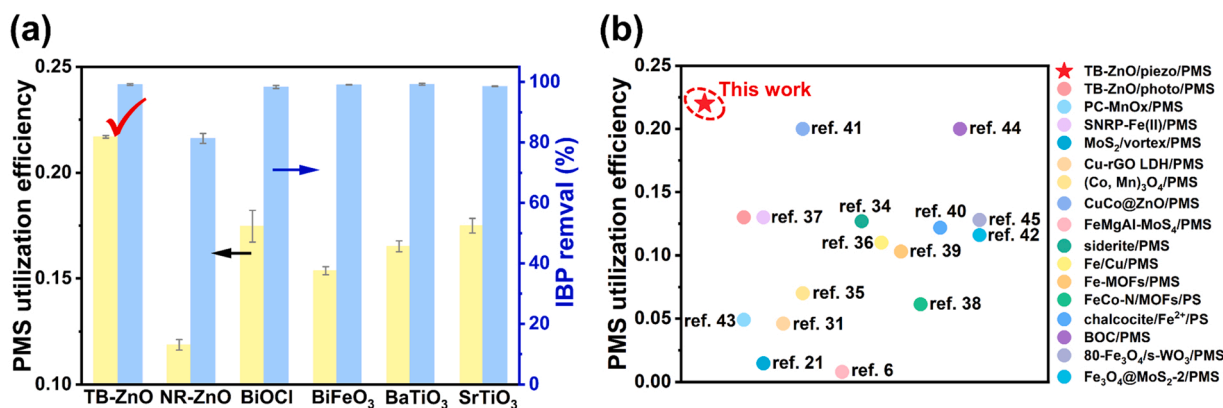 (a)
PMS utilization efficiency
0.25
0.20
0.15
0.10
100
80
60
40
20
0
IBP remval (%)
TB-ZnO NR-ZnO BiOCl BiFeO₃ BaTiO₃ SrTiO₃
(b)
PMS utilization efficiency
0.25
0.20
0.15
0.10
0.05
0.00
This work
ref. 41
ref. 44
ref. 37
ref. 34
ref. 40
ref. 45
ref. 42
ref. 36
ref. 39
ref. 35
ref. 38
ref. 43
ref. 31
ref. 21
ref. 6
TB-ZnO/piezo/PMS
TB-ZnO/photo/PMS
PC-MnOx/PMS
SNRP-Fe(II)/PMS
MoS₂/vortex/PMS
Cu-rGO LDH/PMS
(Co, Mn)₃O₄/PMS
CuCo@ZnO/PMS
FeMgAl-MoS₄/PMS
siderite/PMS
Fe/Cu/PMS
Fe-MOFs/PMS
FeCo-N/MOFs/PS
chalcocite/Fe²⁺/PS
BOC/PMS
80-Fe₃O₄/s-WO₃/PMS
Fe₃O₄@MoS₂-2/PMS